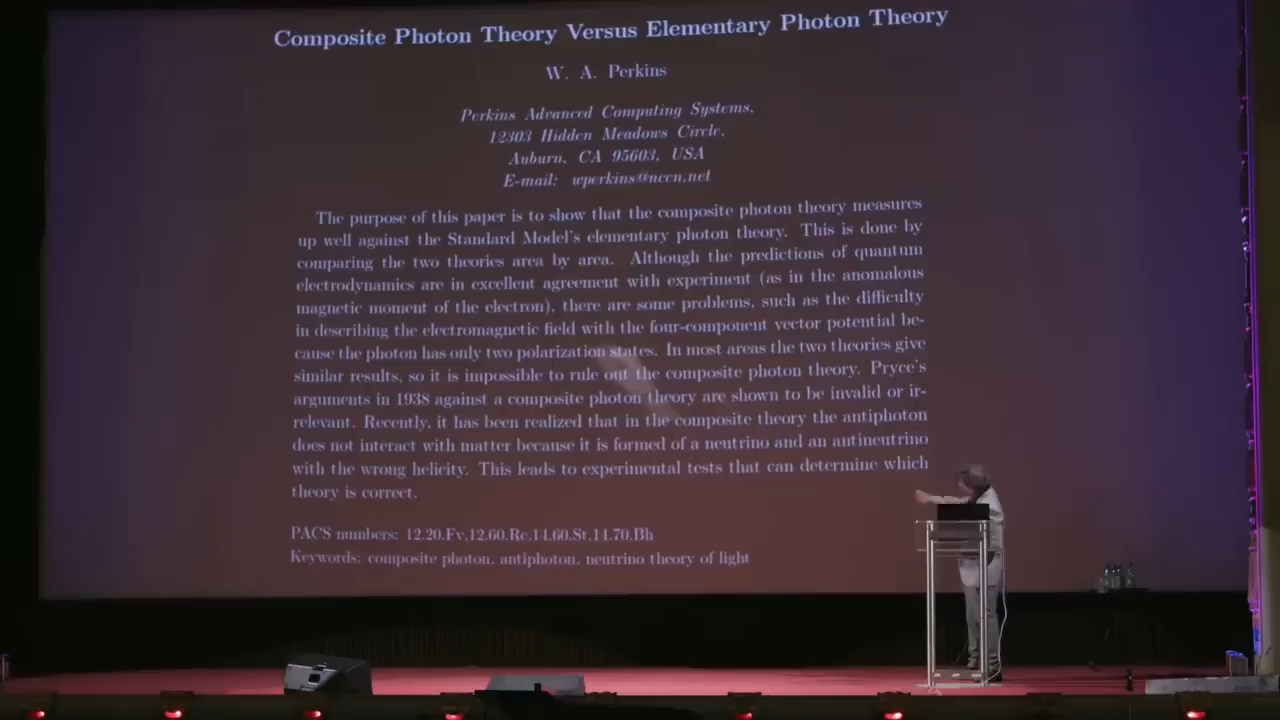 Composite Photon Theory Versus Elementary Photon Theory
W. A. Perkins
Perkins Advanced Computing Systems,
12303 Hidden Meadows Circle,
Auburn, CA 95603, USA
E-mail: wperkins@nccn.net
The purpose of this paper is to show that the composite photon theory measures
up well against the Standard Model's elementary photon theory. This is done by
comparing the two theories area by area. Although the predictions of quantum
electrodynamics are in excellent agreement with experiment (as in the anomalous
magnetic moment of the electron), there are some problems, such as the difficulty
in describing the electromagnetic field with the four-component vector potential be-
cause the photon has only two polarization states. In most areas the two theories give
similar results, so it is impossible to rule out the composite photon theory. Pryce's
arguments in 1938 against a composite photon theory are shown to be invalid or ir-
relevant. Recently, it has been realized that in the composite theory the antiphoton
does not interact with matter because it is formed of a neutrino and an antineutrino
with the wrong helicity. This leads to experimental tests that can determine which
theory is correct.
PACS numbers: 12.20.Fv,12.60.Rc,14.60.St,14.70.Bh
Keywords: composite photon, antiphoton, neutrino theory of light